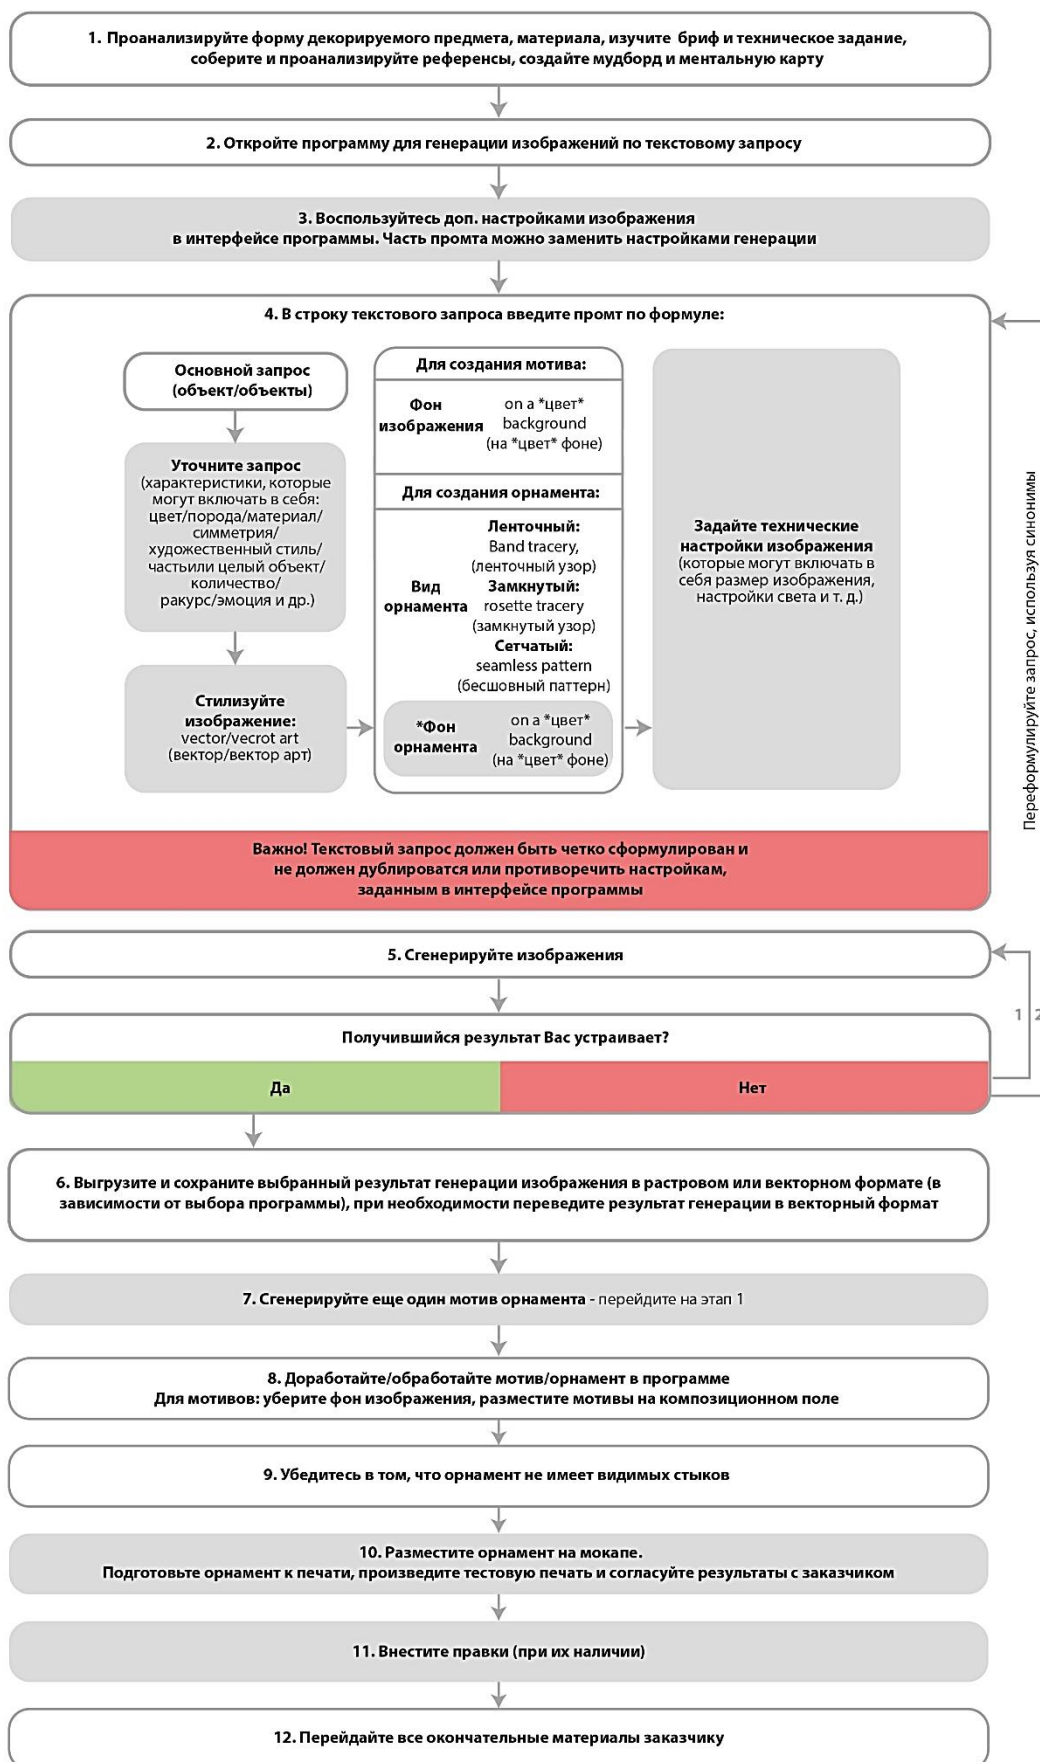 1. Проанализируйте форму декорируемого предмета, материала, изучите бриф и техническое задание,
соберите и проанализируйте референсы, создайте мудборд и ментальную карту
2. Откройте программу для генерации изображений по текстовому запросу
3. Воспользуйтесь доп. настройками изображения
в интерфейсе программы. Часть промта можно заменить настройками генерации
4. В строку текстового запроса введите промт по формуле:
Основной запрос
(объект/объекты)
Уточните запрос
(характеристики, которые
могут включать в себя:
цвет/порода/материал/
симметрия/
художественный стиль/
частьили целый объект/
количество/
ракурс/эмоция и др.)
Стилизуйте
изображение:
vector/vecrot art
(вектор/вектор арт)
Для создания мотива:
Фон
изображения
on a *цвет*
background
(на *цвет* фоне)
Для создания орнамента:
Вид
орнамента
Ленточный:
Band tracery,
(ленточный узор)
Замкнутый:
rosette tracery
(замкнутый узор)
Сетчатый:
seamless pattern
(бесшовный паттерн)
*Фон
орнамента
on a *цвет*
background
(на *цвет* фоне)
Задайте технические
настройки изображения
(которые могут включать в
себя размер изображения,
настройки света и т. д.)
Важно! Текстовый запрос должен быть четко сформулирован и
не должен дублироватся или противоречить настройкам,
заданным в интерфейсе программы
Переформулируйте запрос, используя синонимы
5. Сгенерируйте изображения
1 2
Получившийся результат Вас устраивает?
Да
Нет
6. Выгрузите и сохраните выбранный результат генерации изображения в растровом или векторном формате (в
зависимости от выбора программы), при необходимости переведите результат генерации в векторный формат
7. Сгенерируйте еще один мотив орнамента - перейдите на этап 1
8. Доработайте/обработайте мотив/орнамент в программе
Для мотивов: уберите фон изображения, разместите мотивы на композиционном поле
9. Убедитесь в том, что орнамент не имеет видимых стыков
10. Разместите орнамент на мокапе.
Подготовьте орнамент к печати, произведите тестовую печать и согласуйте результаты с заказчиком
11. Внестите правки (при их наличии)
12. Перейдайте все окончательные материалы заказчику